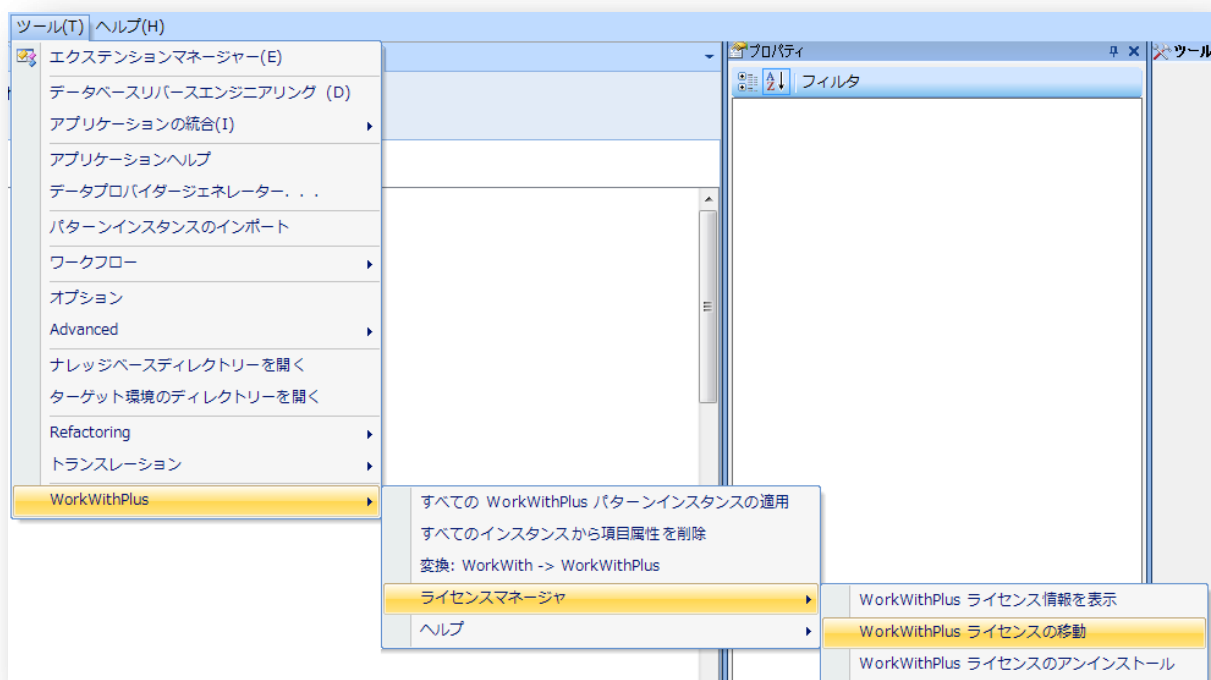 ツール(T) ヘルプ(H)
エクステンションマネージャー(E)
データベースリバースエンジニアリング (D)
アプリケーションの統合(I)
アプリケーションヘルプ
データプロバイダージェネレーター. . .
パターンインスタンスのインポート
ワークフロー
オプション
Advanced
ナレッジベースディレクトリーを開く
ターゲット環境のディレクトリーを開く
Refactoring
トランスレーション
WorkWithPlus
すべての WorkWithPlus パターンインスタンスの適用
すべてのインスタンスから項目属性を削除
変換: WorkWith -> WorkWithPlus
ライセンスマネージャ
ヘルプ
WorkWithPlus ライセンス情報を表示
WorkWithPlus ライセンスの移動
WorkWithPlus ライセンスのアンインストール
プロパティ
フィルタ
ツール